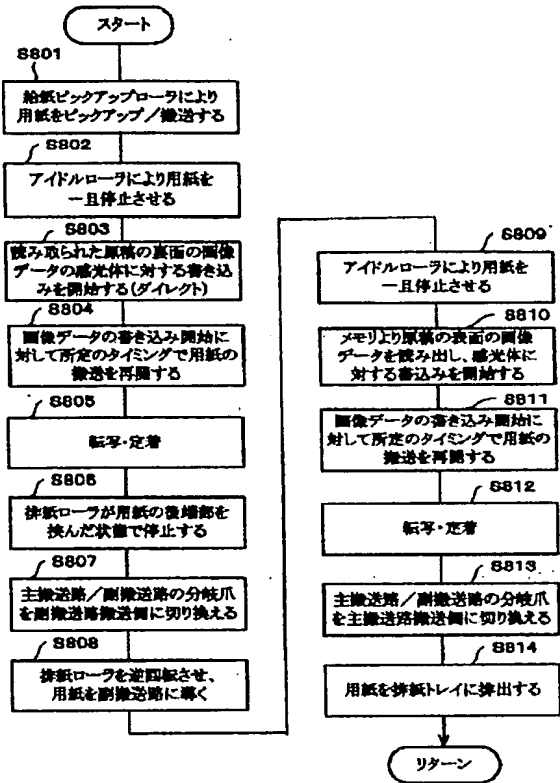 スタート
S801
給紙ピックアップローラにより
用紙をピックアップ／搬送する
S802
アイドルローラにより用紙を
一旦停止させる
S803
読み取られた原稿の裏面の画像
データの感光体に対する書き込
みを開始する(ダイレクト)
S804
画像データの書き込み開始に
対して所定のタイミングで用紙の
搬送を再開する
S805
転写・定着
S806
排紙ローラが用紙の後端部を
挟んだ状態で停止する
S807
主搬送路／副搬送路の分岐爪
を副搬送路搬送側に切り換える
S808
排紙ローラを逆回転させ、
用紙を副搬送路に導く
S809
アイドルローラにより用紙を
一旦停止させる
S810
メモリより原稿の表面の画像
データを読み出し、感光体に
対する書込みを開始する
S811
画像データの書き込み開始に
対して所定のタイミングで用紙の
搬送を再開する
S812
転写・定着
S813
主搬送路／副搬送路の分岐爪
を主搬送路搬送側に切り換える
S814
用紙を排紙トレイに排出する
リターン